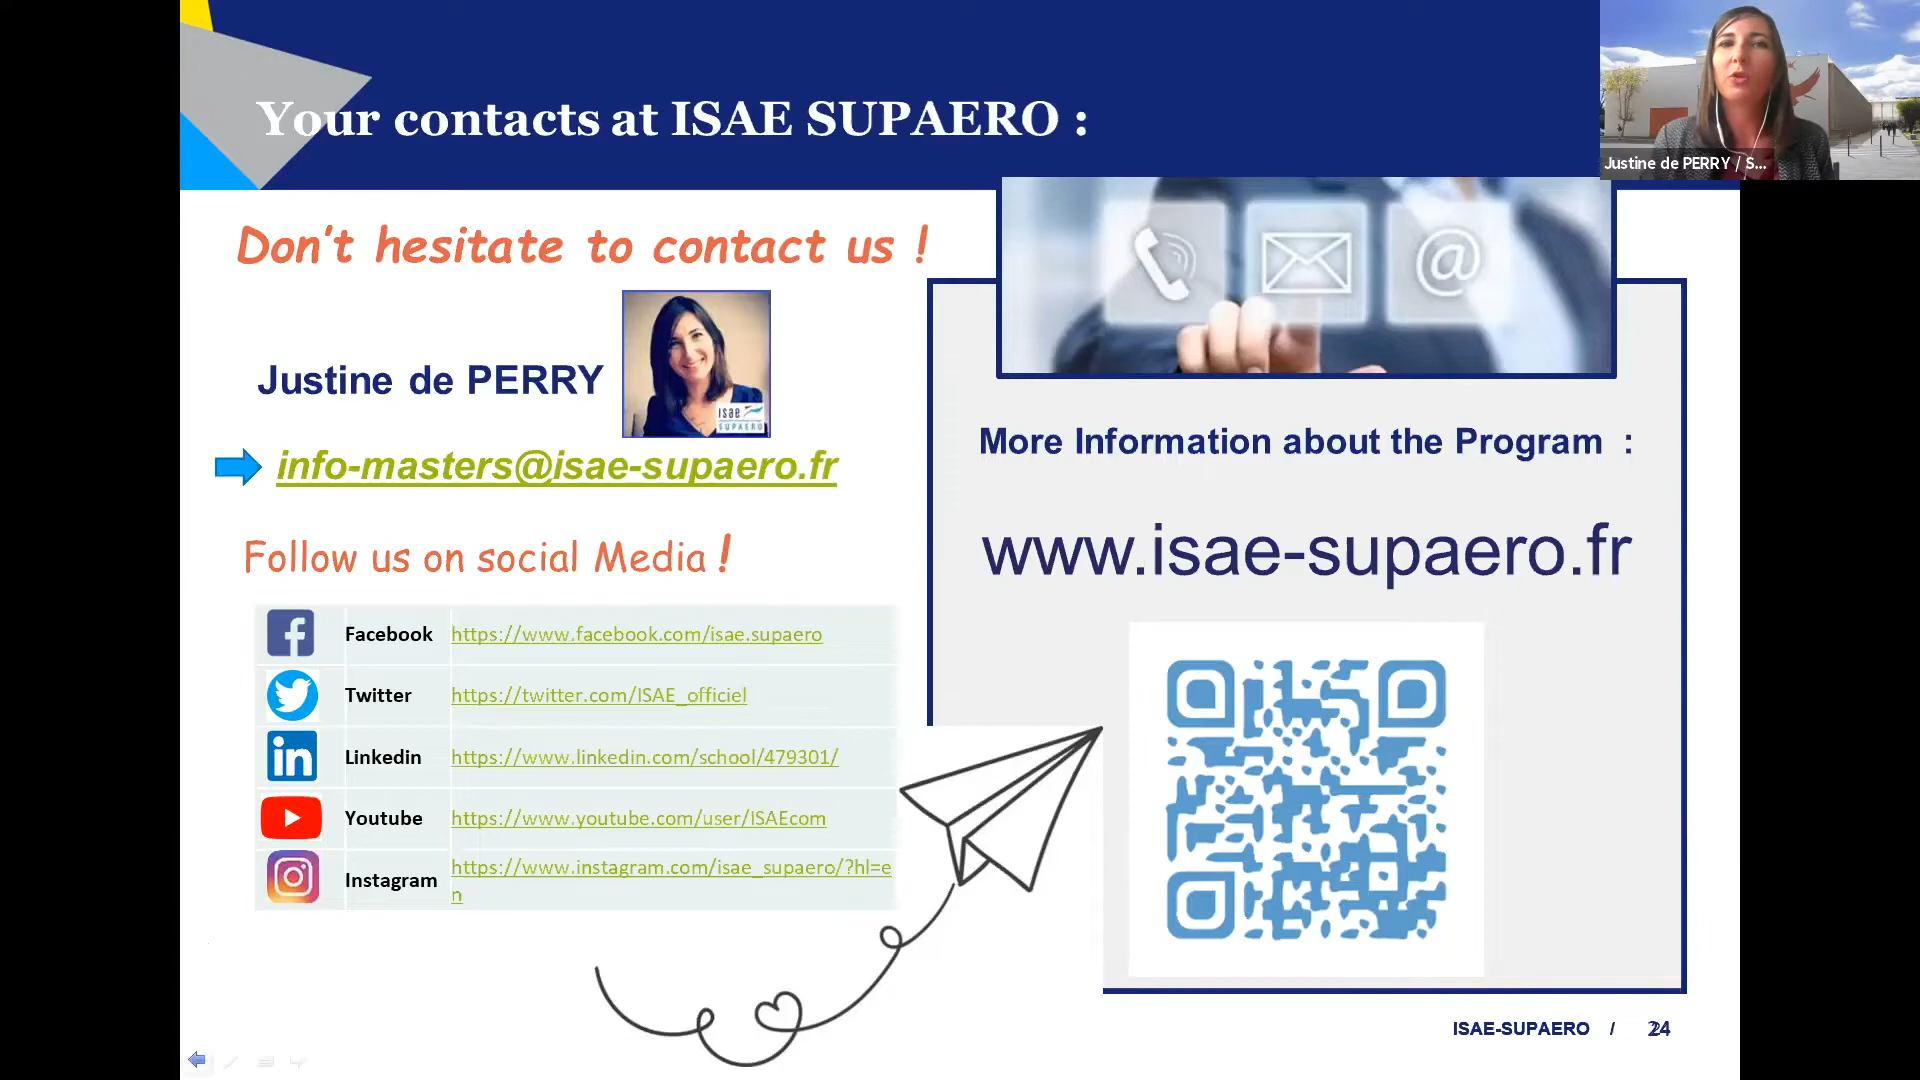 Your contacts at ISAE SUPAERO :
Justine de PERRY / S...
Don't hesitate to contact us !
Justine de PERRY
isae
SUPAERO
info-masters@isae-supaero.fr
Follow us on social Media !
Facebook https://www.facebook.com/isae.supaero
Twitter https://twitter.com/ISAE_officiel
Linkedin https://www.linkedin.com/school/479301/
Youtube https://www.youtube.com/user/ISAEcom
Instagram https://www.instagram.com/isae_supaero/?hl=e
n
@
More Information about the Program :
www.isae-supaero.fr
ISAE-SUPAERO / 24